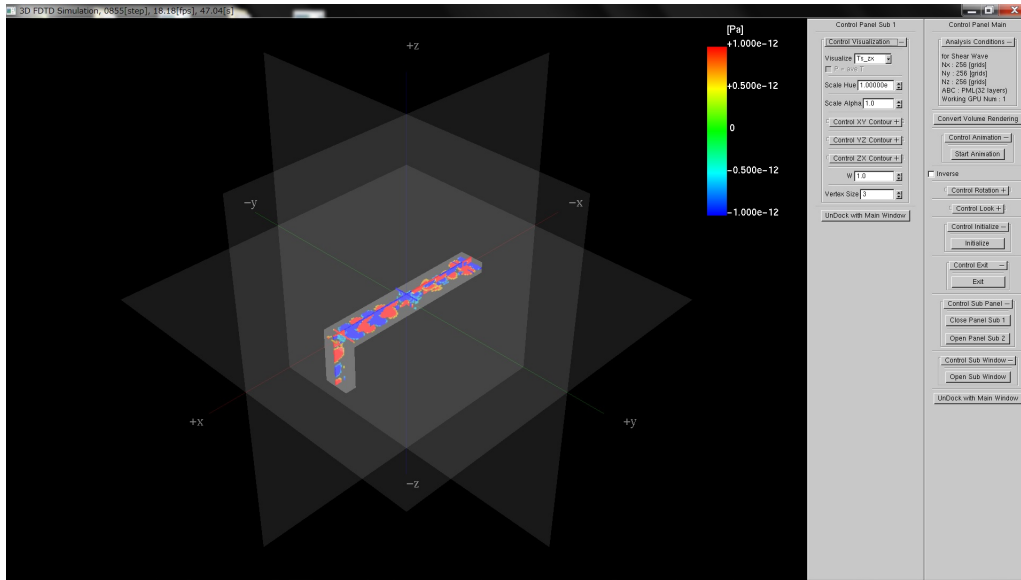 3D FDTD Simulation, 0855[step], 18.18[fps], 47.04[s]
+z
-y
-x
+x
+y
-z
[Pa]
+1.000e-12
+0.500e-12
0
-0.500e-12
-1.000e-12
Control Panel Sub 1
Control Visualization
Visualize Ts_zx
P + ave T
Scale Hue 1.00000e
Scale Alpha 1.0
Control XY Contour +
Control YZ Contour +
Control ZX Contour +
W 1.0
Vertex Size 3
UnDock with Main Window
Control Panel Main
Analysis Conditions
for Shear Wave
Nx : 256 [grids]
Ny : 256 [grids]
Nz : 256 [grids]
ABC : PML(32 layers)
Working GPU Num : 1
Convert Volume Rendering
Control Animation
Start Animation
Inverse
Control Rotation +
Control Look +
Control Initialize
Initialize
Control Exit
Exit
Control Sub Panel
Close Panel Sub 1
Open Panel Sub 2
Control Sub Window
Open Sub Window
UnDock with Main Window